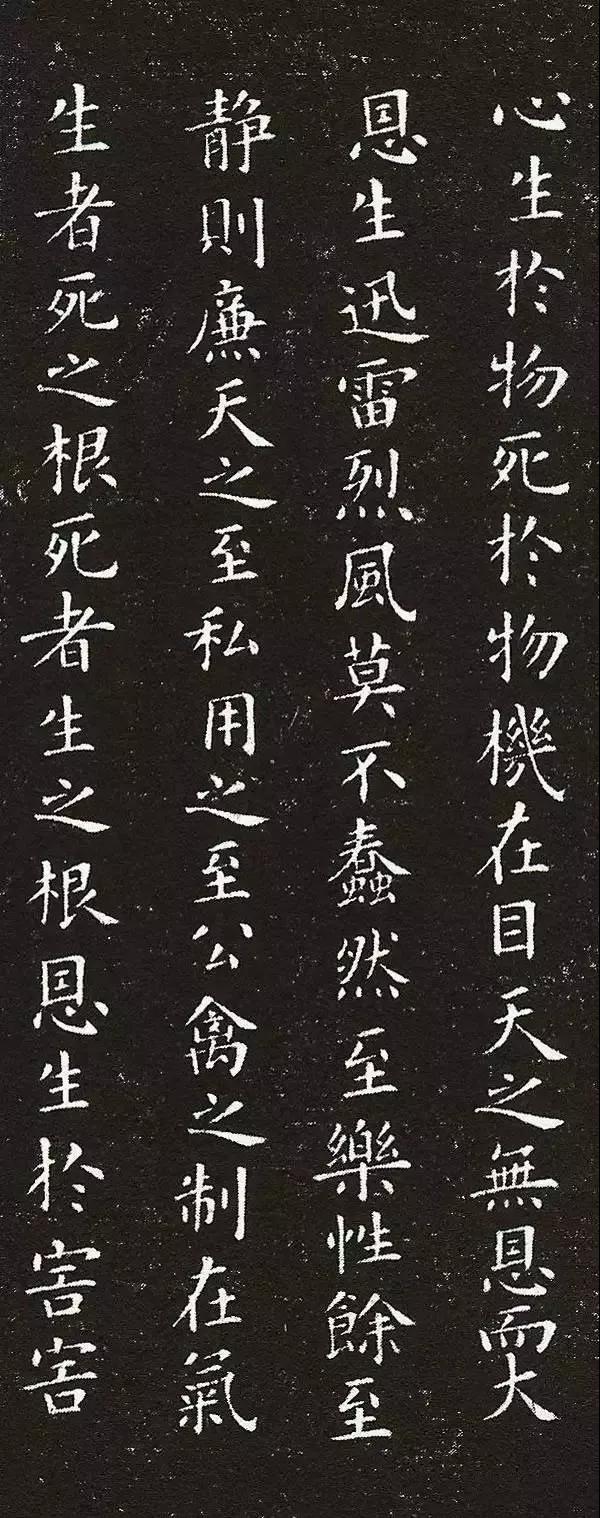 心生於物死於物機在目天之無恩而大
恩生迅雷烈風莫不蠢然至樂性餘至
静則廉天之至私用之至公禽之制在氣
生者死之根死者生之根恩生於害害